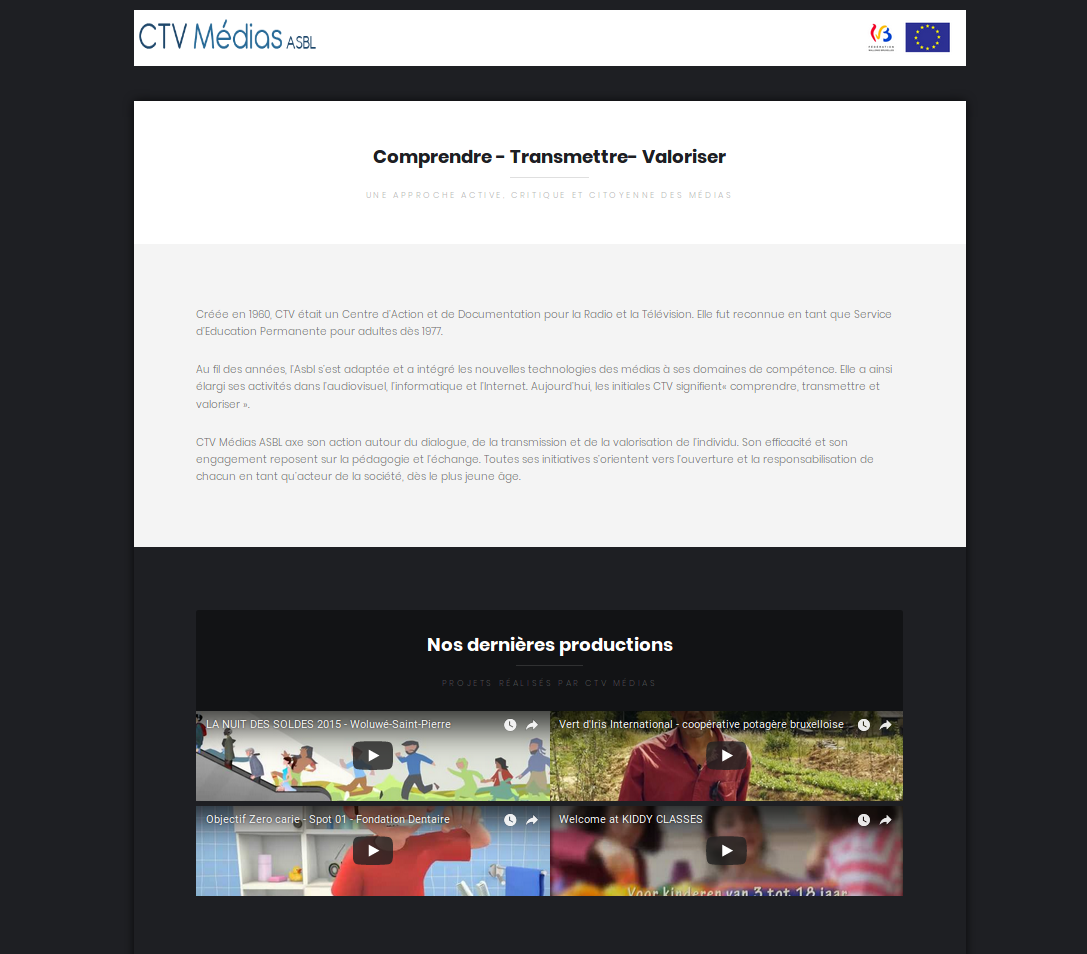 CTV Médias ASBL
Comprendre - Transmettre- Valoriser
UNE APPROCHE ACTIVE, CRITIQUE ET CITOYENNE DES MÉDIAS
Créée en 1960, CTV était un Centre d'Action et de Documentation pour la Radio et la Télévision. Elle fut reconnue en tant que Service
d'Education Permanente pour adultes dès 1977.
Au fil des années, l'Asbl s'est adaptée et a intégré les nouvelles technologies des médias à ses domaines de compétence. Elle a ainsi
élargi ses activités dans l'audiovisuel, l'informatique et l'Internet. Aujourd'hui, les initiales CTV signifient« comprendre, transmettre et
valoriser ».
CTV Médias ASBL axe son action autour du dialogue, de la transmission et de la valorisation de l'individu. Son efficacité et son
engagement reposent sur la pédagogie et l'échange. Toutes ses initiatives s'orientent vers l'ouverture et la responsabilisation de
chacun en tant qu'acteur de la société, dès le plus jeune âge.
Nos dernières productions
PROJETS RÉALISÉS PAR CTV MÉDIAS
LA NUIT DES SOLDES 2015 - Woluwé-Saint-Pierre
Vert d'Iris International - coopérative potagère bruxelloise
Objectif Zero carie - Spot 01 - Fondation Dentaire
Welcome at KIDDY CLASSES
Voor kinderen van 3 tot 18 jaar